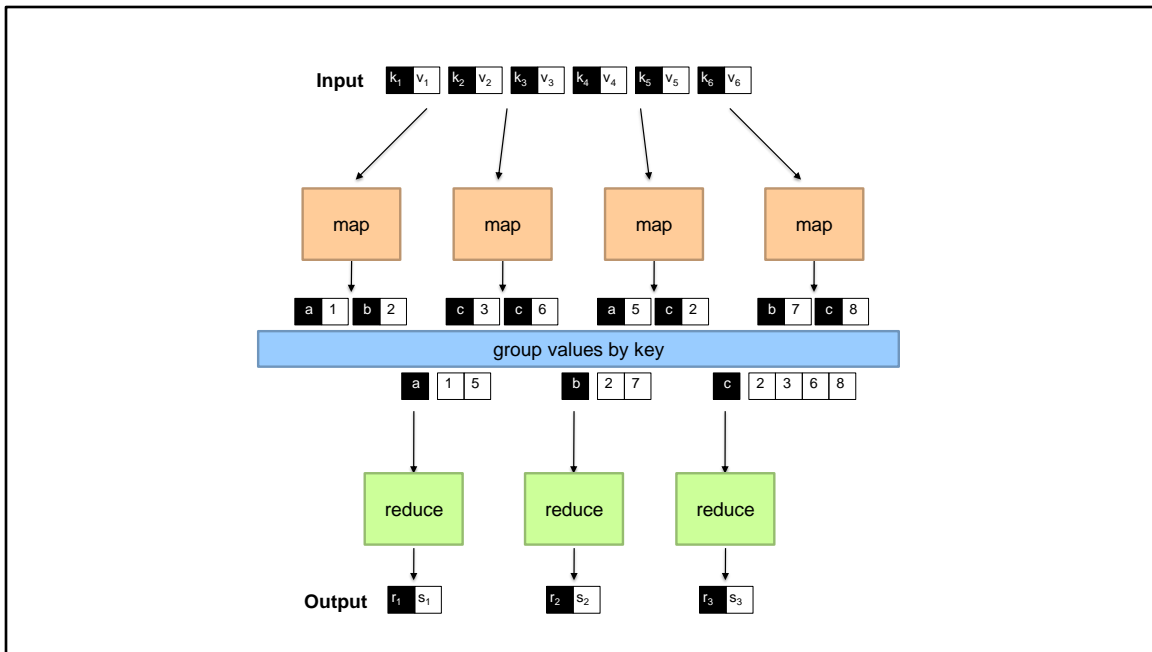 Input k₁ v₁ k₂ v₂ k₃ v₃ k₄ v₄ k₅ v₅ k₆ v₆
map map map map
a 1 b 2 c 3 c 6 a 5 c 2 b 7 c 8
group values by key
a 1 5 b 2 7 c 2 3 6 8
reduce reduce reduce
Output r₁ s₁ r₂ s₂ r₃ s₃